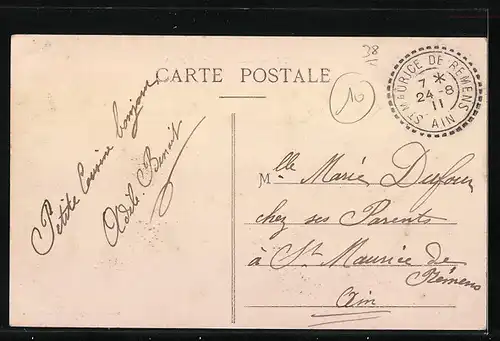 38
CARTE POSTALE
10
ST MAURICE DE REMENS
7 *
24-8
11
AIN
Petite Cousine bonjour
Adèle Benoit
Mlle Marie Dufour
chez ses Parents
à St Maurice de
Rémens
Ain